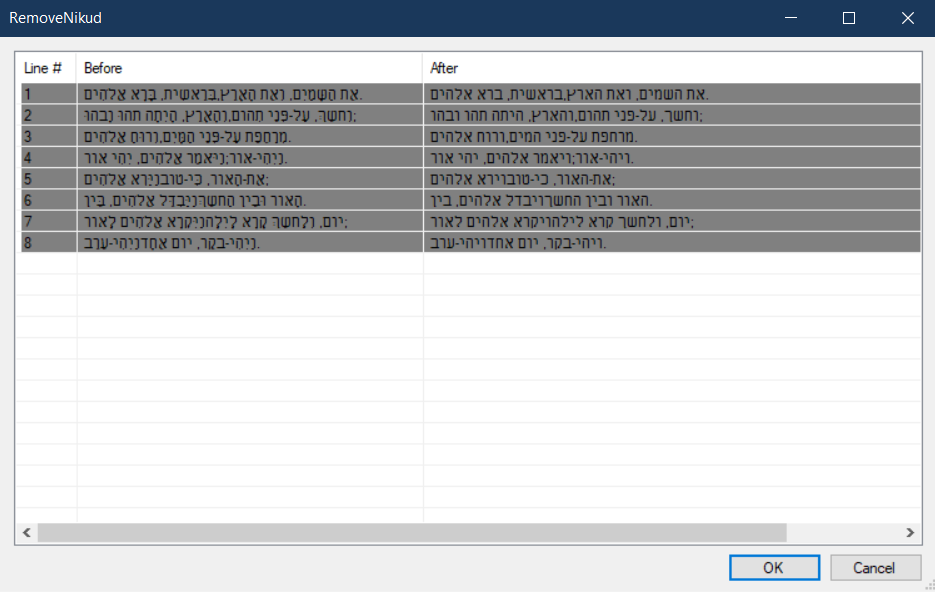 RemoveNikud
Line # Before After
1 אֵת הַשָּׁמַיִם, וְאֵת הָאָרֶץ,בְּרֵאשִׁית, בָּרָא אֱלֹהִים. את השמים, ואת הארץ,בראשית, ברא אלהים.
2 וְחֹשֶׁךְ, עַל-פְּנֵי תְהוֹם,וְהָאָרֶץ, הָיְתָה תֹהוּ וָבֹהוּ; וחשך, על-פני תהום,והארץ, היתה תהו ובהו;
3 מְרַחֶפֶת עַל-פְּנֵי הַמָּיִם,וְרוּחַ אֱלֹהִים. מרחפת על-פני המים,ורוח אלהים.
4 וַיְהִי-אוֹר;וַיֹּאמֶר אֱלֹהִים, יְהִי אוֹר. ויהי-אור;ויאמר אלהים, יהי אור.
5 אֶת-הָאוֹר, כִּי-טוֹבוַיַּרְא אֱלֹהִים; את-האור, כי-טובוירא אלהים;
6 הָאוֹר וּבֵין הַחֹשֶׁךְוַיַּבְדֵּל אֱלֹהִים, בֵּין. האור ובין החשךויבדל אלהים, בין.
7 יוֹם, וְלַחֹשֶׁךְ קָרָא לָיְלָהוַיִּקְרָא אֱלֹהִים לָאוֹר; יום, ולחשך קרא לילהויקרא אלהים לאור;
8 וַיְהִי-בֹקֶר, יוֹם אֶחָדוַיְהִי-עֶרֶב. ויהי-בקר, יום אחדויהי-ערב.
OK Cancel